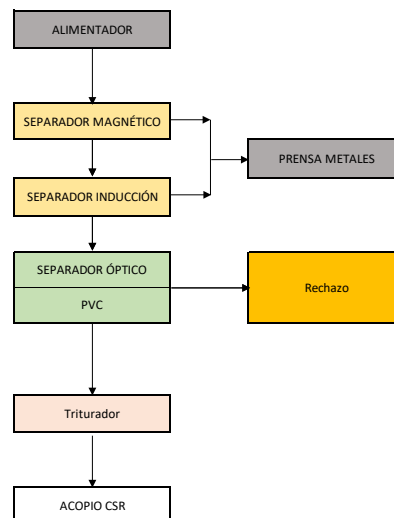 ALIMENTADOR
SEPARADOR MAGNÉTICO
PRENSA METALES
SEPARADOR INDUCCIÓN
SEPARADOR ÓPTICO
PVC
Rechazo
Triturador
ACOPIO CSR